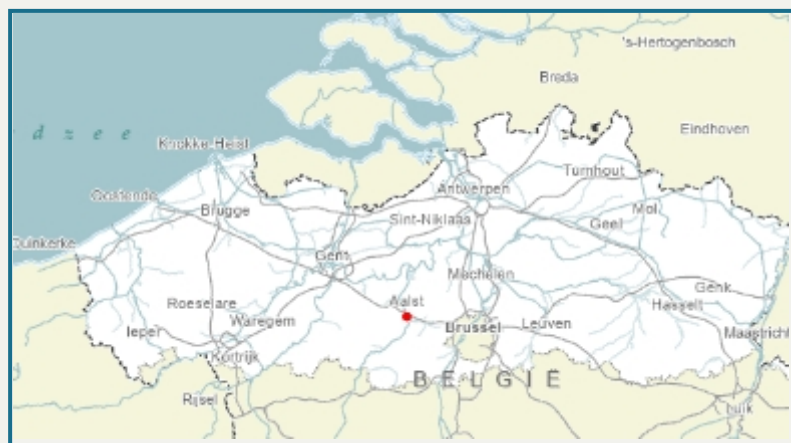 's-Hertogenbosch
Breda
dzee
Eindhoven
Knokke-Heist
Turnhout
Antwerpen
Oostende
Mol
Brugge
Sint-Niklaas
Geel
Duinkerke
Gent
Mechelen
Genk
Aalst
Roeselare
Hasselt
Waregem
Leuven
Ieper
Brussel
Maastricht
Kortrijk
BELGIË
Rijsel
Luik